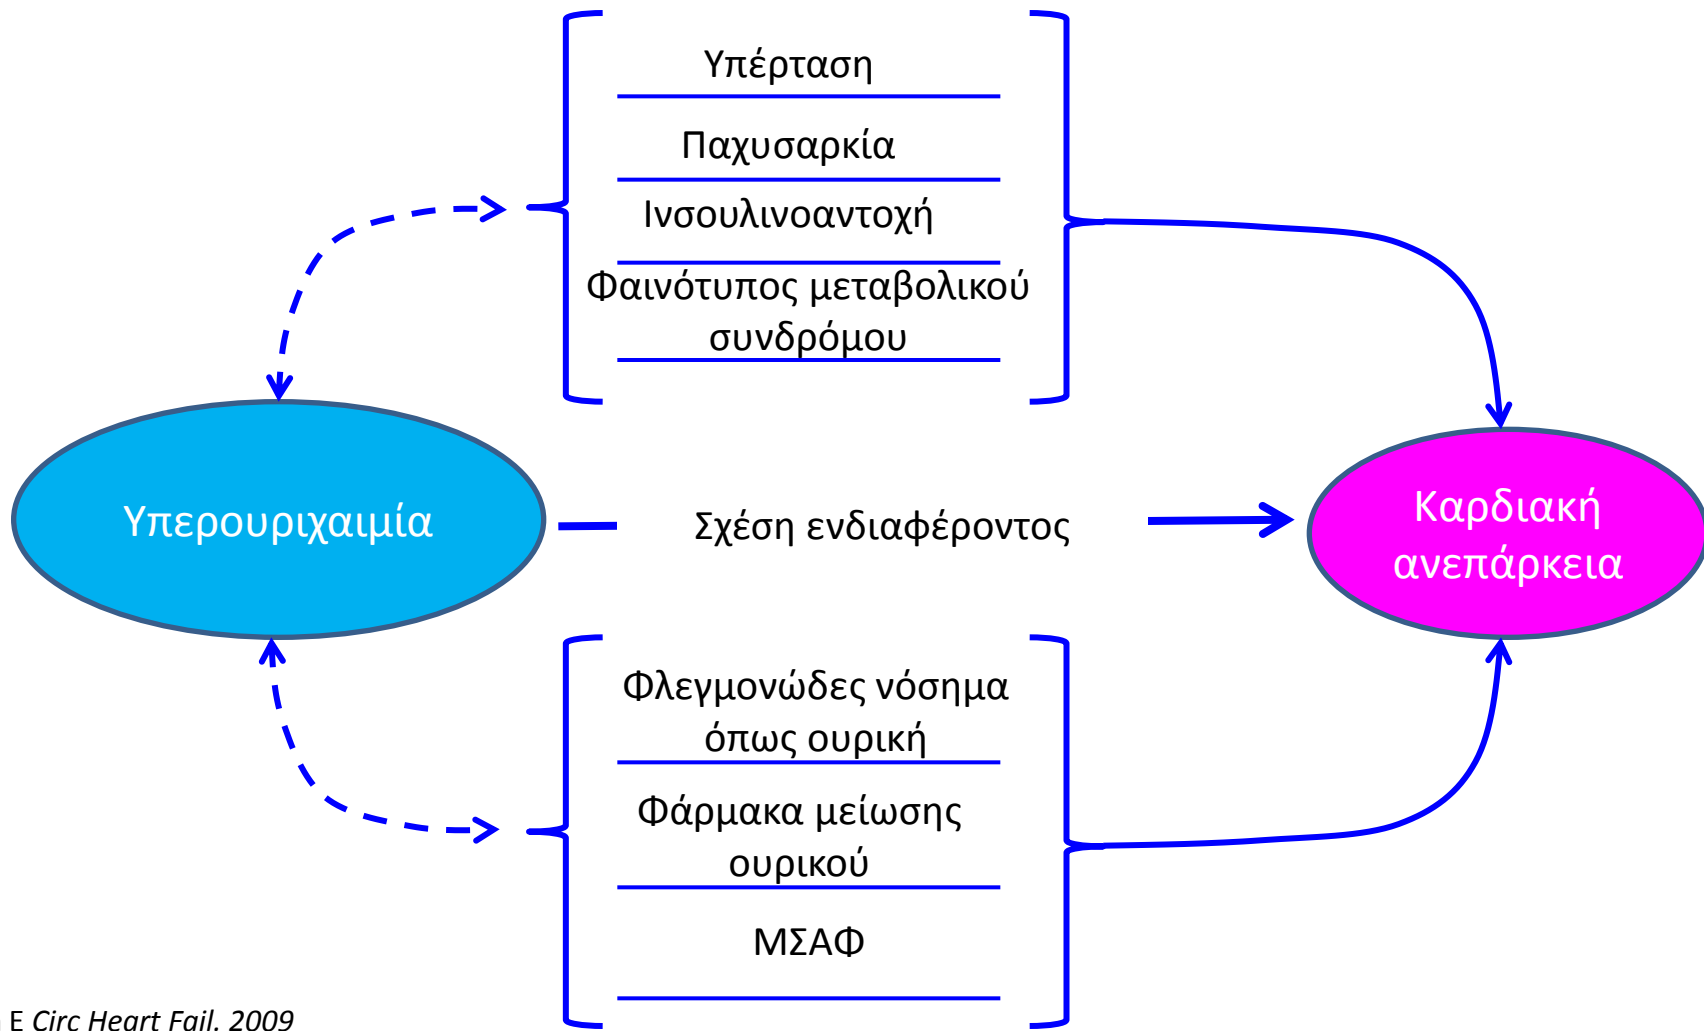 Υπέρταση
Παχυσαρκία
Ινσουλινοαντοχή
Φαινότυπος μεταβολικού
συνδρόμου
Υπερουριχαιμία
Σχέση ενδιαφέροντος
Καρδιακή
ανεπάρκεια
Φλεγμονώδες νόσημα
όπως ουρική
Φάρμακα μείωσης
ουρικού
ΜΣΑΦ
E Circ Heart Fail. 2009